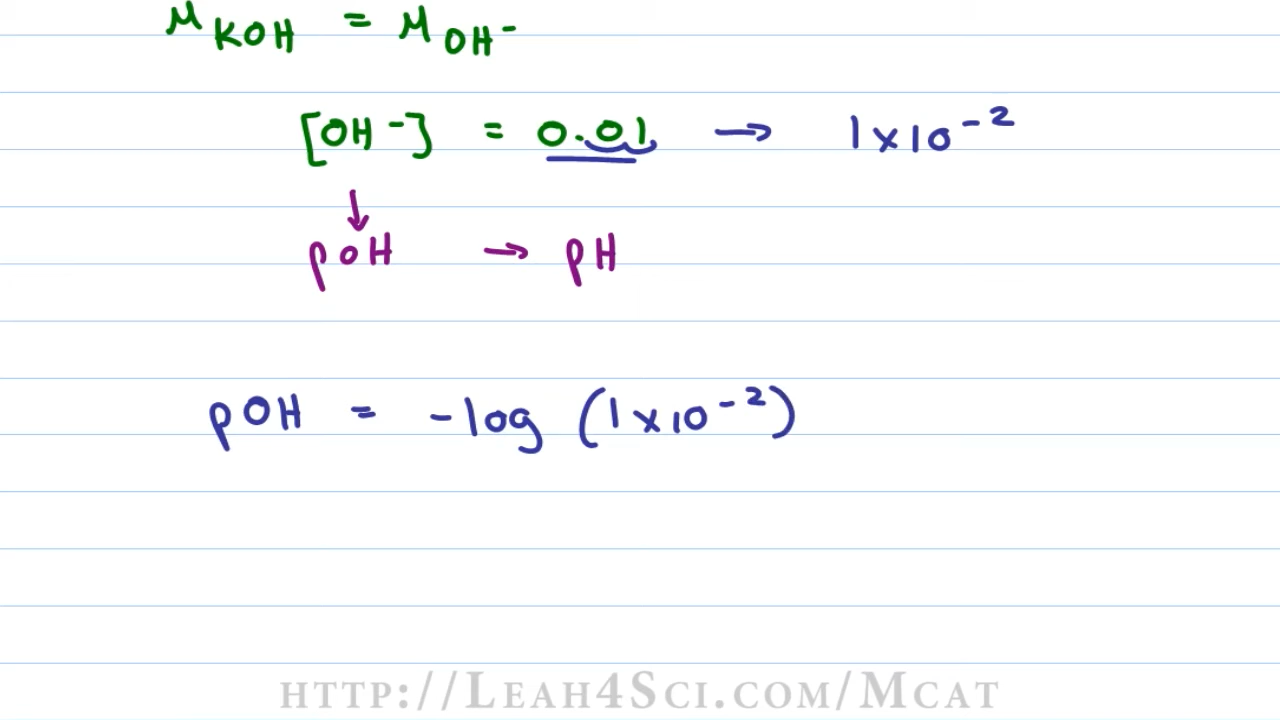 M KOH = M OH⁻
[OH⁻] = 0.01 → 1x10⁻²
↓
pOH → pH
pOH = -log (1x10⁻²)
HTTP://LEAH4SCI.COM/MCAT